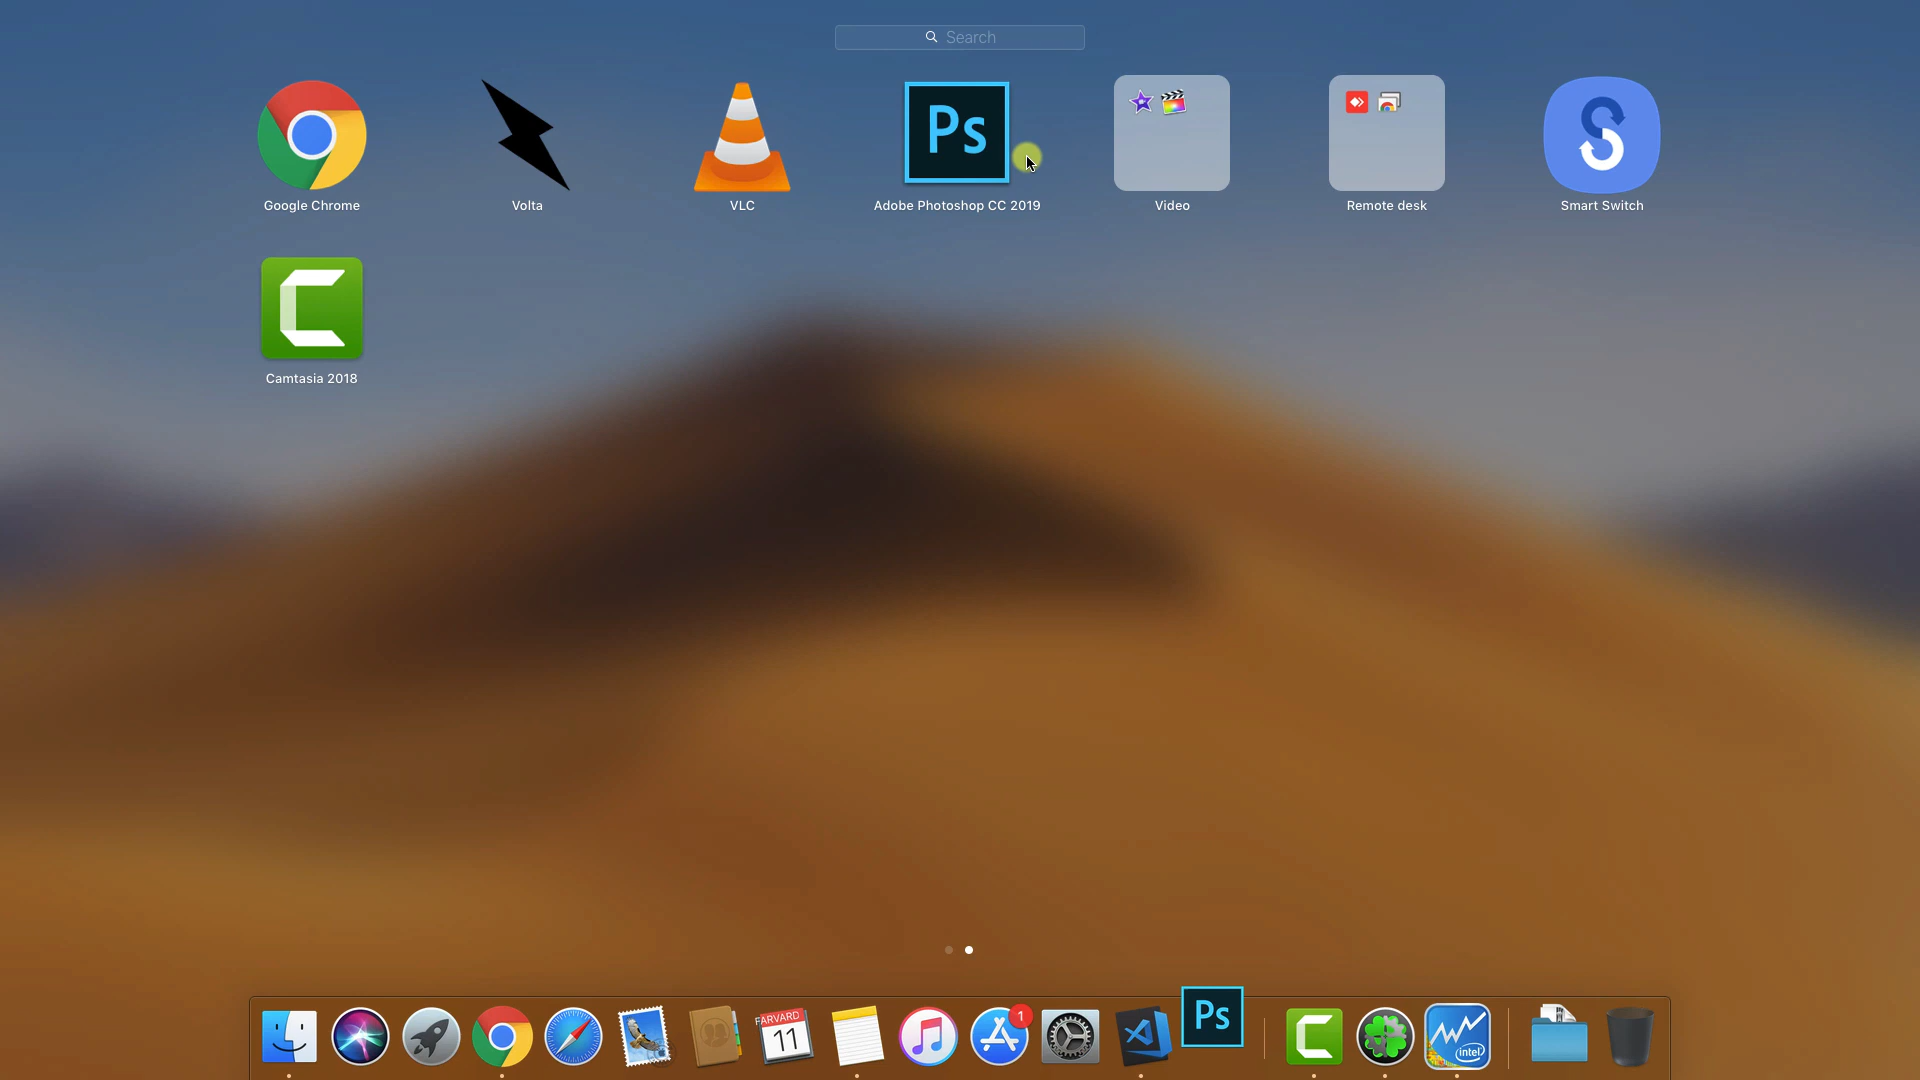 Search
Ps
Google Chrome
Volta
VLC
Adobe Photoshop CC 2019
Video
Remote desk
Smart Switch
Camtasia 2018
FARVARD
11
1
Ps
intel